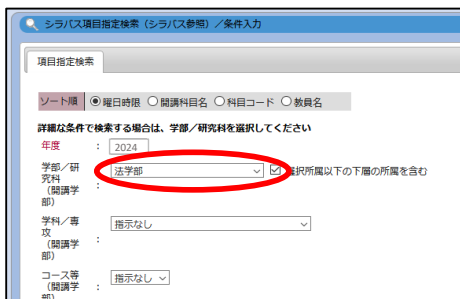 シラバス項目指定検索（シラバス参照）／条件入力
項目指定検索
ソート順 曜日時限 開講科目名 科目コード 教員名
詳細な条件で検索する場合は、学部／研究科を選択してください
年度 : 2024
学部／研究科（開講学部） : 法学部 選択所属以下の下層の所属を含む
学科／専攻（開講学部） : 指示なし
コース等（開講学部） : 指示なし